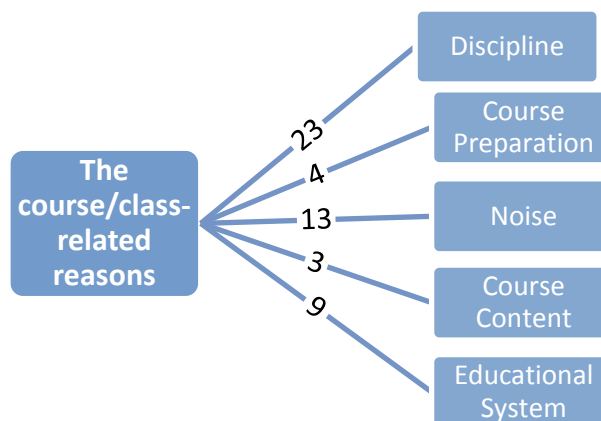 Discipline
23
Course
Preparation
4
The
course/class-
related
reasons
13
Noise
3
Course
Content
9
Educational
System